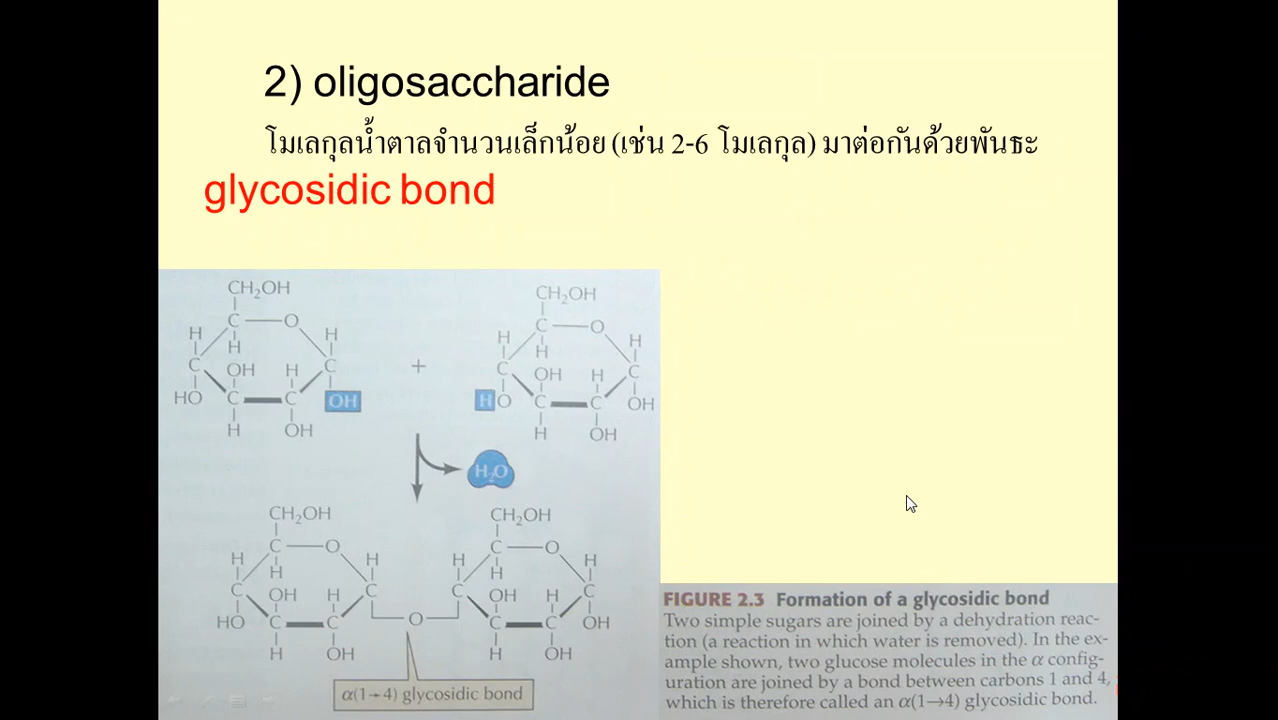 2) oligosaccharide
โมเลกุลน้ำตาลจำนวนเล็กน้อย (เช่น 2-6 โมเลกุล) มาต่อกันด้วยพันธะ
glycosidic bond
CH₂OH CH₂OH
C O C O
H H H H
H H
C OH H C + C OH H C
HO C C OH H O C C OH
H OH H OH
H₂O
CH₂OH CH₂OH
C O C O
H H H H
H H
C OH H C C OH H C
HO C C O C C OH
H OH H OH
α(1→4) glycosidic bond
FIGURE 2.3 Formation of a glycosidic bond
Two simple sugars are joined by a dehydration reac-
tion (a reaction in which water is removed). In the ex-
ample shown, two glucose molecules in the α config-
uration are joined by a bond between carbons 1 and 4,
which is therefore called an α(1→4) glycosidic bond.